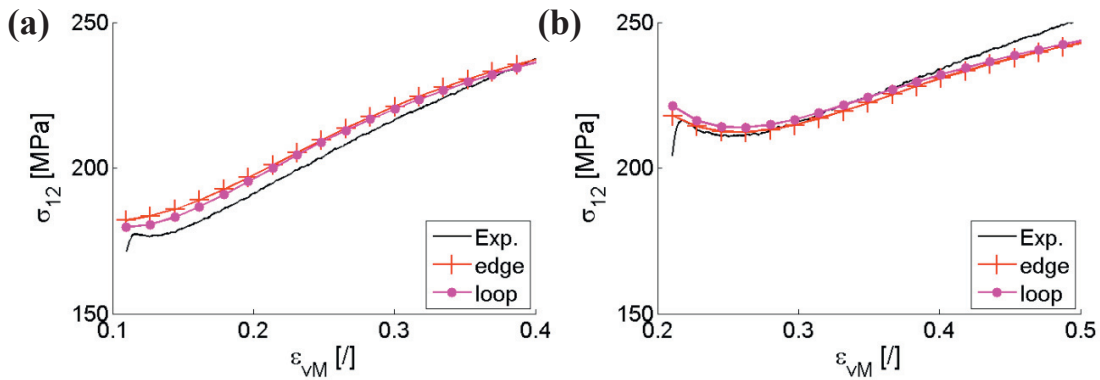 (a)
250
200
150
σ12 [MPa]
0.1 0.2 0.3 0.4
εvM [/]
Exp.
edge
loop
(b)
250
200
150
σ12 [MPa]
0.2 0.3 0.4 0.5
εvM [/]
Exp.
edge
loop